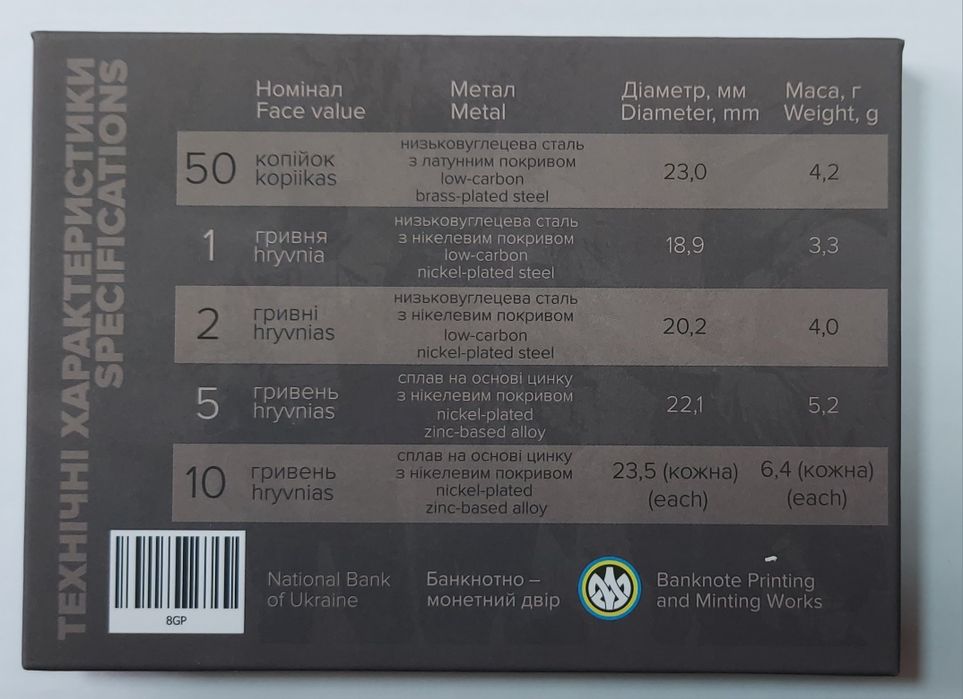 ТЕХНІЧНІ ХАРАКТЕРИСТИКИ
SPECIFICATIONS
Номінал
Face value
Метал
Metal
Діаметр, мм
Diameter, mm
Маса, г
Weight, g
50
копійок
kopiikas
низьковуглецева сталь
з латунним покривом
low-carbon
brass-plated steel
23,0
4,2
1
гривня
hryvnia
низьковуглецева сталь
з нікелевим покривом
low-carbon
nickel-plated steel
18,9
3,3
2
гривні
hryvnias
низьковуглецева сталь
з нікелевим покривом
low-carbon
nickel-plated steel
20,2
4,0
5
гривень
hryvnias
сплав на основі цинку
з нікелевим покривом
nickel-plated
zinc-based alloy
22,1
5,2
10
гривень
hryvnias
сплав на основі цинку
з нікелевим покривом
nickel-plated
zinc-based alloy
23,5 (кожна)
(each)
6,4 (кожна)
(each)
8GP
National Bank
of Ukraine
Банкнотно –
монетний двір
Banknote Printing
and Minting Works